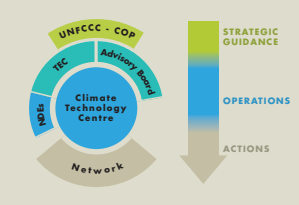 UNFCCC - COP
TEC
Advisory Board
NDEs
Climate
Technology
Centre
Network
STRATEGIC
GUIDANCE
OPERATIONS
ACTIONS